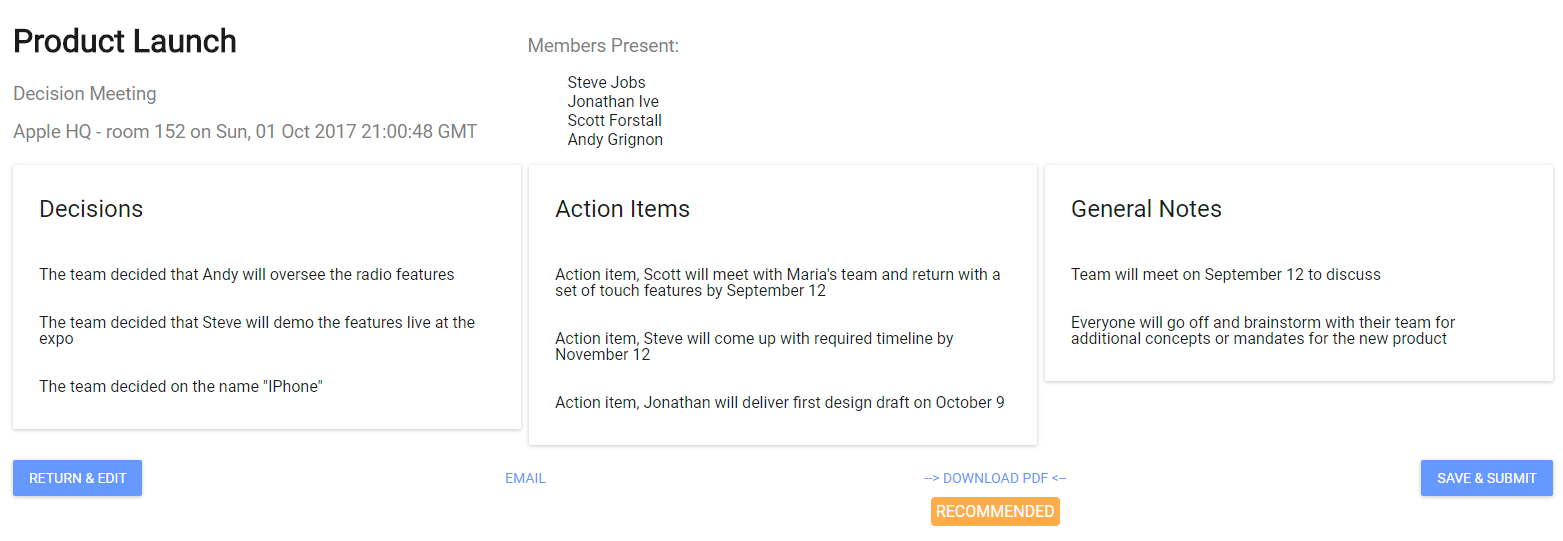 Product Launch
Decision Meeting
Apple HQ - room 152 on Sun, 01 Oct 2017 21:00:48 GMT
Members Present:
Steve Jobs
Jonathan Ive
Scott Forstall
Andy Grignon
Decisions
The team decided that Andy will oversee the radio features
The team decided that Steve will demo the features live at the
expo
The team decided on the name "IPhone"
Action Items
Action item, Scott will meet with Maria's team and return with a
set of touch features by September 12
Action item, Steve will come up with required timeline by
November 12
Action item, Jonathan will deliver first design draft on October 9
General Notes
Team will meet on September 12 to discuss
Everyone will go off and brainstorm with their team for
additional concepts or mandates for the new product
RETURN & EDIT
EMAIL
--> DOWNLOAD PDF <--
RECOMMENDED
SAVE & SUBMIT